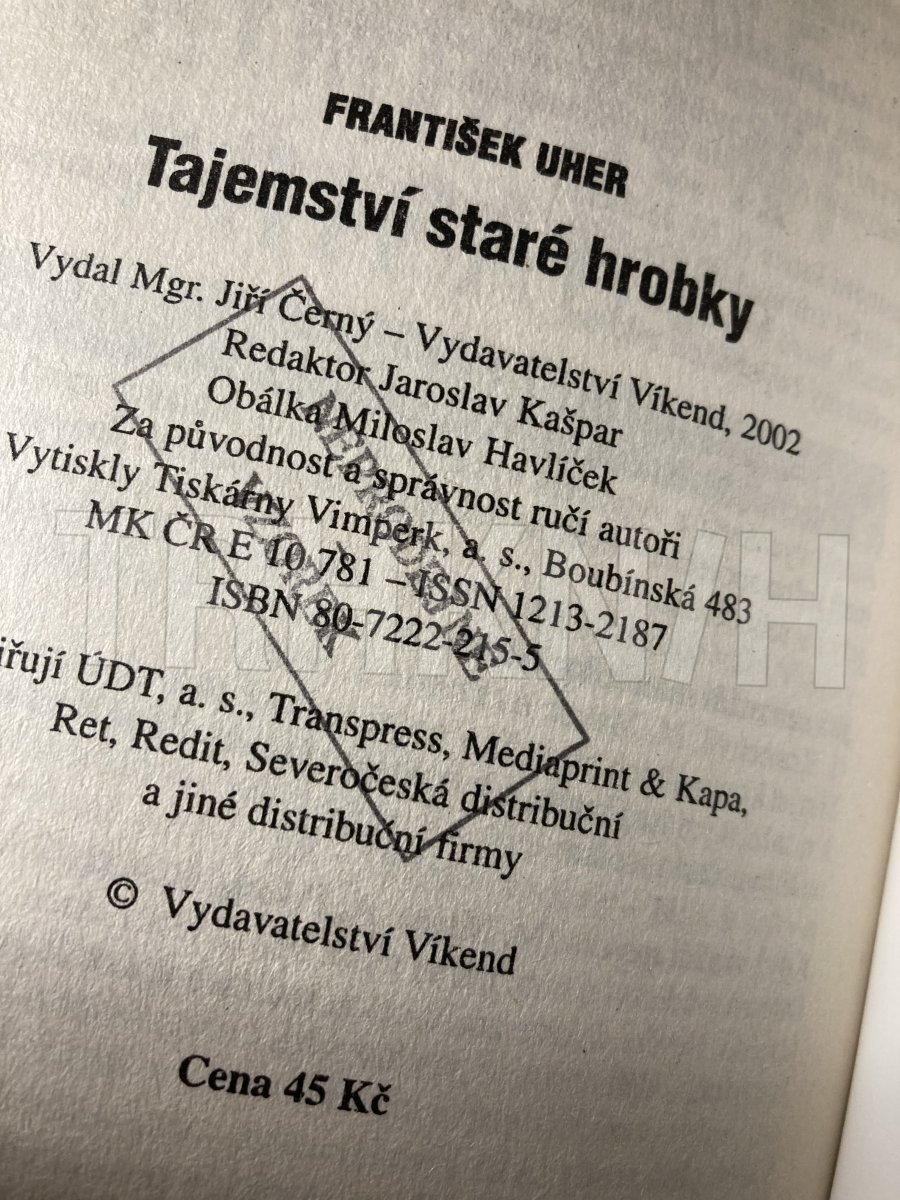 FRANTIŠEK UHER
Tajemství staré hrobky
Vydal Mgr. Jiří Černý – Vydavatelství Víkend, 2002
Redaktor Jaroslav Kašpar
Obálka Miloslav Havlíček
Za původnost a správnost ručí autoři
Vytiskly Tiskárny Vimperk, a. s., Boubínská 483
MK ČR E 10 781 – ISSN 1213-2187
ISBN 80-7222-215-5
ÚDT, a. s., Transpress, Mediaprint & Kapa,
Ret, Redit, Severočeská distribuční
a jiné distribuční firmy
© Vydavatelství Víkend
Cena 45 Kč
NEPRODEJNÝ
VÝTISK